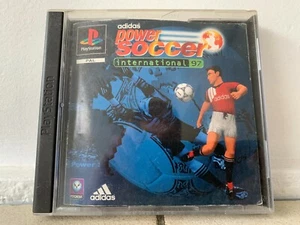 adidas
power
soccer
international 97
PlayStation
PAL
PlayStation
adidas